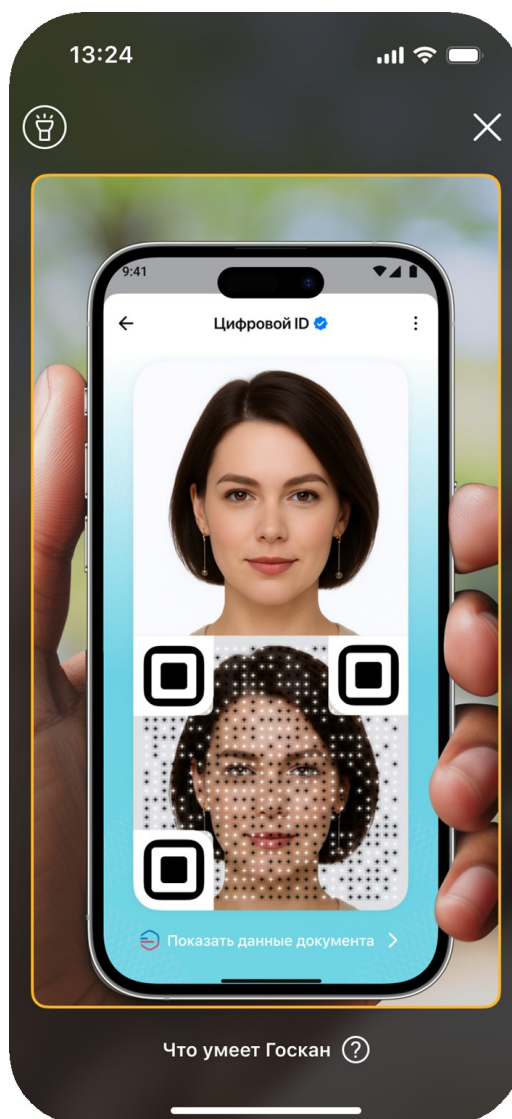 13:24
9:41
Цифровой ID
Показать данные документа
Что умеет Госкан
?